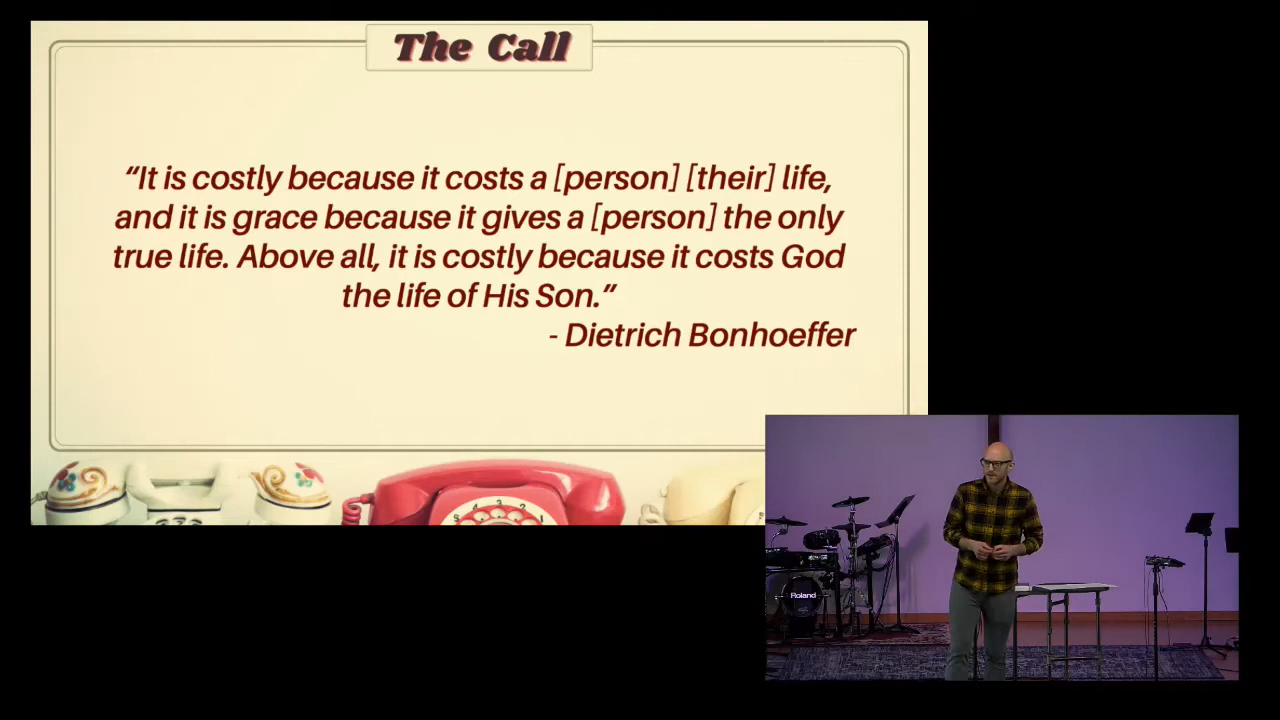 The Call
“It is costly because it costs a [person] [their] life,
and it is grace because it gives a [person] the only
true life. Above all, it is costly because it costs God
the life of His Son.”
- Dietrich Bonhoeffer
Roland